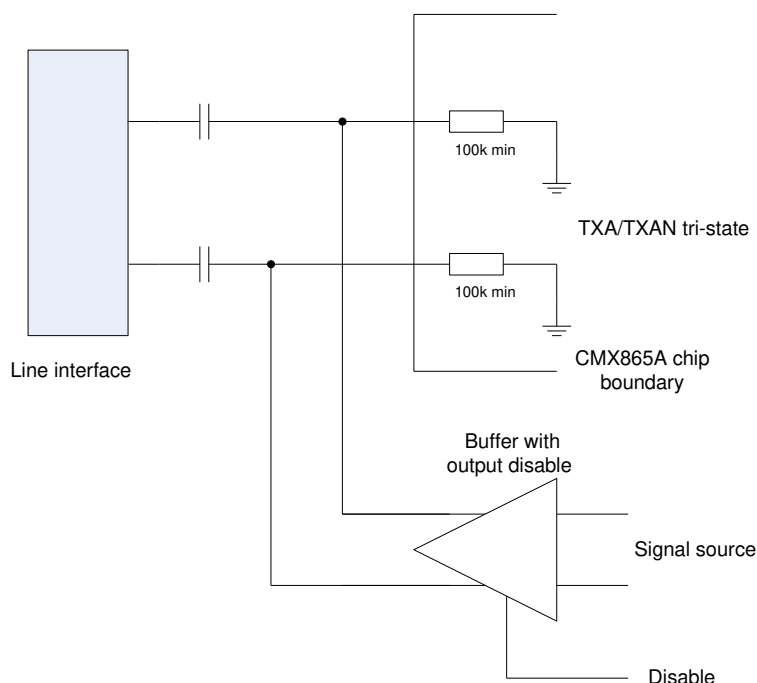 100k min
TXA/TXAN tri-state
100k min
Line interface
CMX865A chip
boundary
Buffer with
output disable
Signal source
Disable